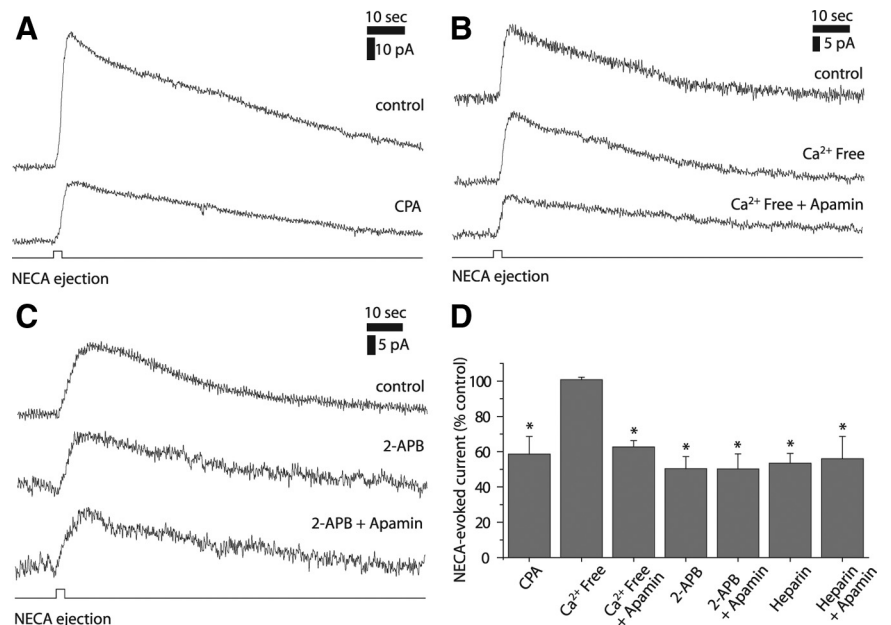 A
10 sec
10 pA
control
CPA
NECA ejection
B
10 sec
5 pA
control
Ca²⁺ Free
Ca²⁺ Free + Apamin
NECA ejection
C
10 sec
5 pA
control
2-APB
2-APB + Apamin
NECA ejection
D
NECA-evoked current (% control)
100
80
60
40
20
0
* * * * * *
CPA
Ca²⁺ Free
Ca²⁺ Free
+ Apamin
2-APB
2-APB
+ Apamin
Heparin
Heparin
+ Apamin